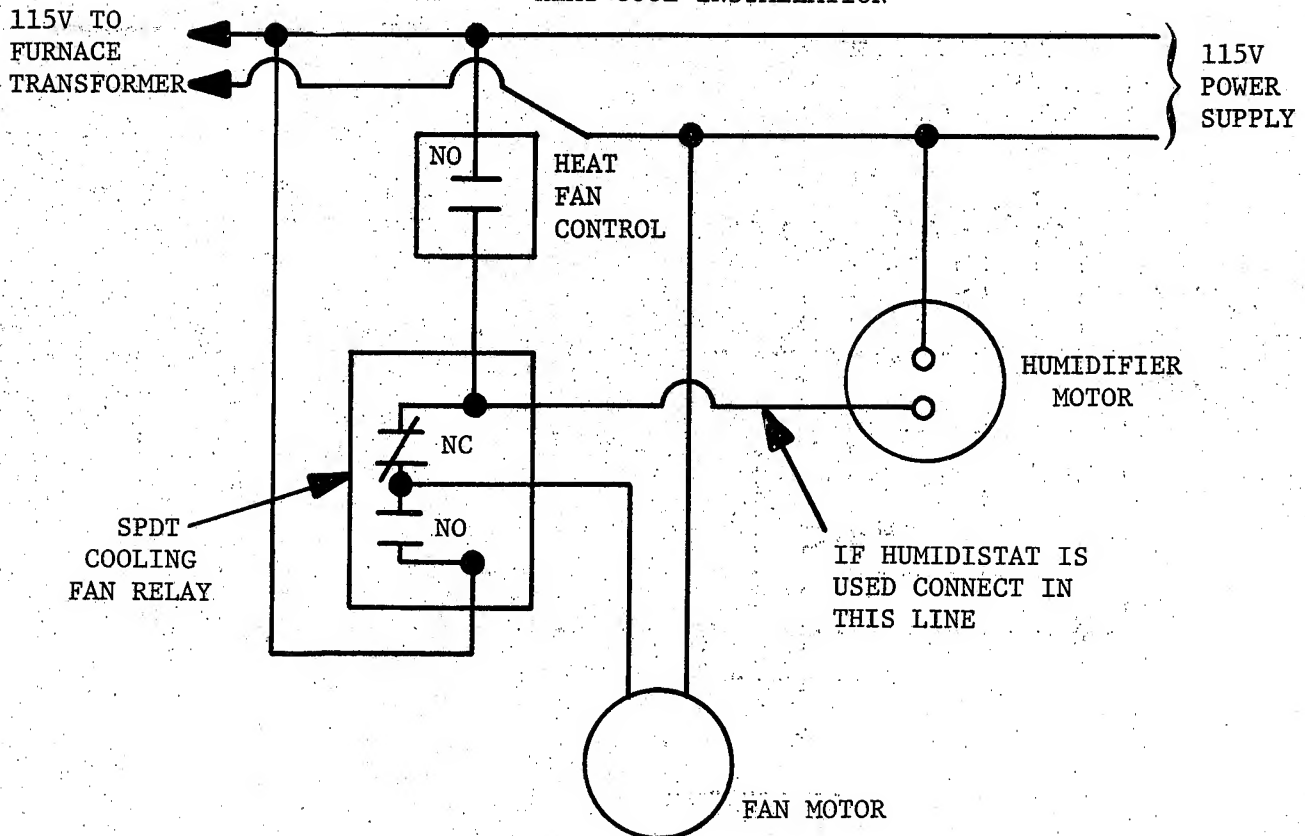 115V TO
FURNACE
TRANSFORMER
115V
POWER
SUPPLY
NO
HEAT
FAN
CONTROL
HUMIDIFIER
MOTOR
NC
NO
SPDT
COOLING
FAN RELAY
IF HUMIDISTAT IS
USED CONNECT IN
THIS LINE
FAN MOTOR